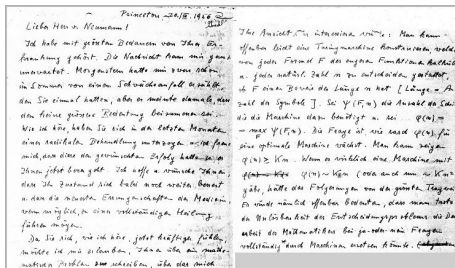 Princeton, 20./III. 1956
Lieber Herr v. Neumann!
Ich habe mit grösstem Bedauern von Ihrer Er-
krankung gehört. Die Nachricht kam mir ganz
unerwartet. Morgenstern hatte mir zwar schon
im Sommer von einem Schwächeanfall erzählt,
den Sie einmal hatten, aber er meinte damals, dass
dem keine grössere Bedeutung beizumessen sei.
Wie ich höre, haben Sie sich in den letzten Monaten
einer radikalen Behandlung unterzogen u. ich freue
mich, dass diese den gewünschten Erfolg hatte u. es
Ihnen jetzt besser geht. Ich hoffe u. wünsche Ihnen,
dass Ihr Zustand sich bald noch weiter bessert
u. dass die neuesten Errungenschaften der Medizin,
wenn möglich, zu einer vollständigen Heilung
führen mögen.
Da Sie sich, wie ich höre, jetzt kräftiger fühlen,
möchte ich mir erlauben, Ihnen über ein mathe-
matisches Problem zu schreiben, über das mich
Ihre Ansicht sehr interessieren würde: Man kann
offenbar leicht eine Turingmaschine konstruieren, welche
von jeder Formel F des engeren Funktionenkalküls
u. jeder natürl. Zahl n zu entscheiden gestattet,
ob F einen Beweis der Länge n hat [Länge = An-
zahl der Symbole]. Sei Ψ(F,n) die Anzahl der Schritte
die die Maschine dazu benötigt u. sei φ(n) =
= max Ψ(F,n). Die Frage ist, wie rasch φ(n) für
eine optimale Maschine wächst. Man kann zeigen
φ(n) ≥ Kn. Wenn es wirklich eine Maschine mit
φ(n) ∼ Kn (oder auch nur ∼ Kn²)
gäbe, hätte das Folgerungen von der grössten Tragweite.
Es würde nämlich offenbar bedeuten, dass man trotz
der Unlösbarkeit des Entscheidungsproblems die Denk-
arbeit des Mathematikers bei ja-oder-nein Fragen
vollständig durch Maschinen ersetzen könnte.